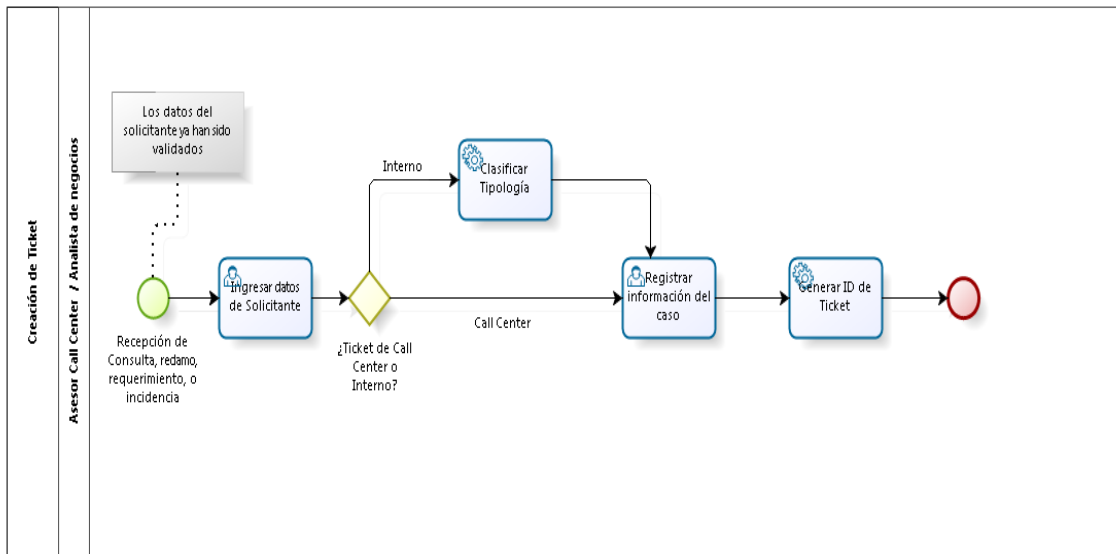 Creación de Ticket
Asesor Call Center / Analista de negocios
Los datos del
solicitante ya han sido
validados
Recepción de
Consulta, redamo,
requerimiento, o
incidencia
Ingresar datos
de Solicitante
¿Ticket de Call
Center o
Interno?
Interno
Clasificar
Tipología
Call Center
Registrar
información del
caso
Generar ID de
Ticket